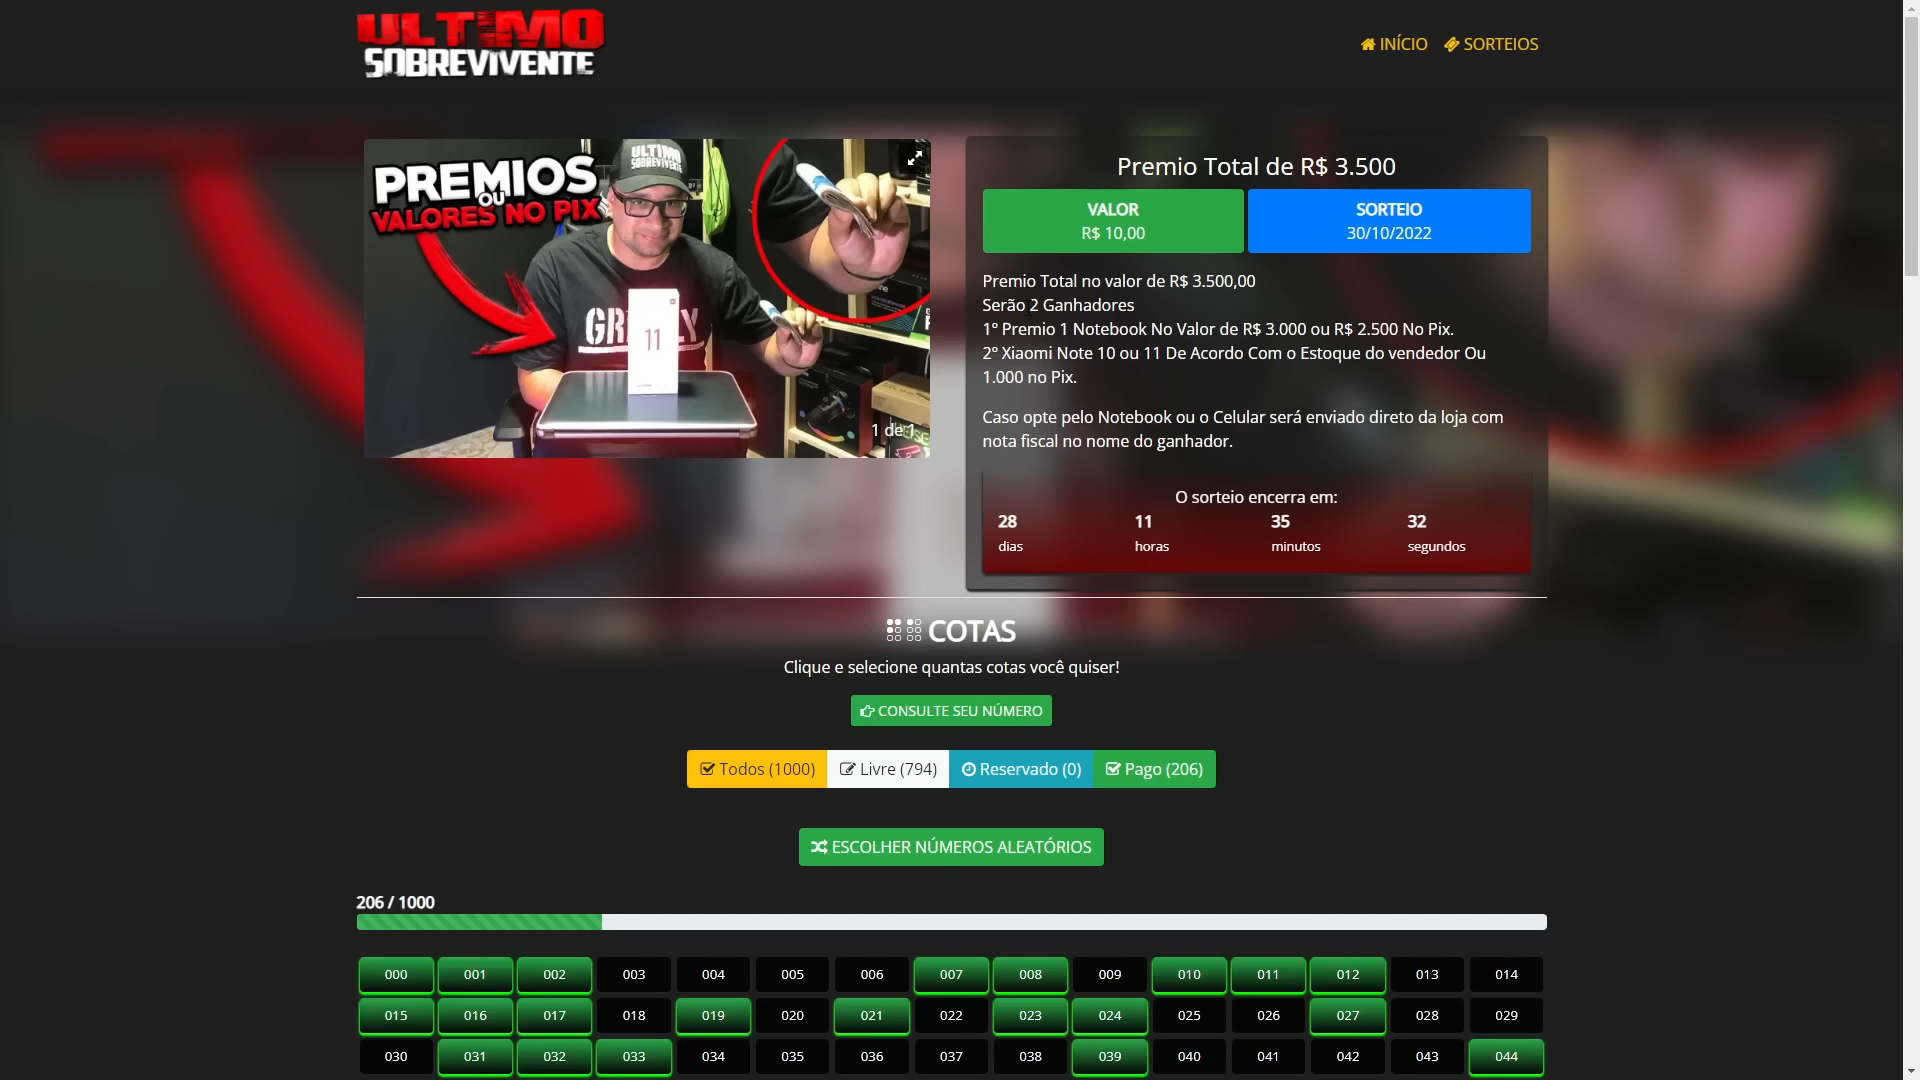 ULTIMO
SOBREVIVENTE
INÍCIO
SORTEIOS
PREMIOS
OU
VALORES NO PIX
ULTIMO
SOBREVIVENTE
11
1 de 1
Premio Total de R$ 3.500
VALOR
R$ 10,00
SORTEIO
30/10/2022
Premio Total no valor de R$ 3.500,00
Serão 2 Ganhadores
1º Premio 1 Notebook No Valor de R$ 3.000 ou R$ 2.500 No Pix.
2º Xiaomi Note 10 ou 11 De Acordo Com o Estoque do vendedor Ou
1.000 no Pix.
Caso opte pelo Notebook ou o Celular será enviado direto da loja com
nota fiscal no nome do ganhador.
O sorteio encerra em:
28 11 35 32
dias horas minutos segundos
COTAS
Clique e selecione quantas cotas você quiser!
CONSULTE SEU NÚMERO
Todos (1000) Livre (794) Reservado (0) Pago (206)
ESCOLHER NÚMEROS ALEATÓRIOS
206 / 1000
000 001 002 003 004 005 006 007 008 009 010 011 012 013 014
015 016 017 018 019 020 021 022 023 024 025 026 027 028 029
030 031 032 033 034 035 036 037 038 039 040 041 042 043 044